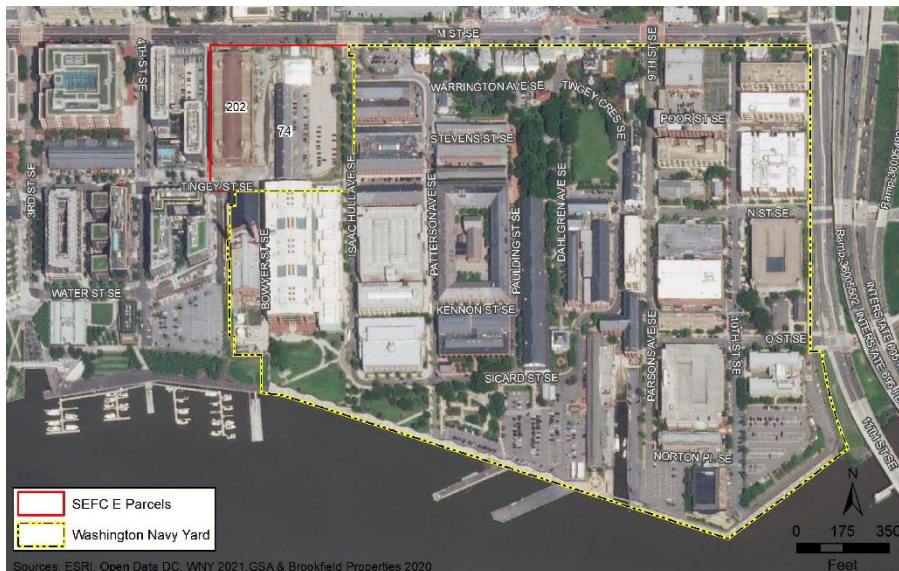 M ST SE
4TH ST SE
9TH ST SE
WARRINGTON AVE SE
TINGEY CRES SE
202
74
POOR ST SE
STEVENS ST SE
ISAAC HULL AVE SE
TINGEY ST SE
3RD ST SE
PATTERSON AVE SE
PAULDING ST SE
DAHLGREN AVE SE
N ST SE
BOWYER ST SE
WATER ST SE
KENNON ST SE
PARSONS AVE SE
10TH ST SE
O ST SE
SICARD ST SE
NORTON PL SE
11TH ST SE
INTERSTATE 695
INTERSTATE 695
N
SEFC E Parcels
Washington Navy Yard
0 175 350
Feet
Sources: ESRI, Open Data DC, WNY 2021,GSA & Brookfield Properties 2020